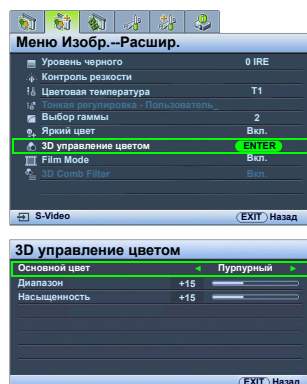 Меню Изобр.--Расшир.
Уровень черного 0 IRE
Контроль резкости
Цветовая температура T1
Тонкая регулировка - Пользователь_
Выбор гаммы 2
Яркий цвет Вкл.
3D управление цветом ENTER
Film Mode Вкл.
3D Comb Filter Вкл.
S-Video EXIT Назад
3D управление цветом
Основной цвет ◄ Пурпурный ►
Диапазон +15
Насыщенность +15
EXIT Назад